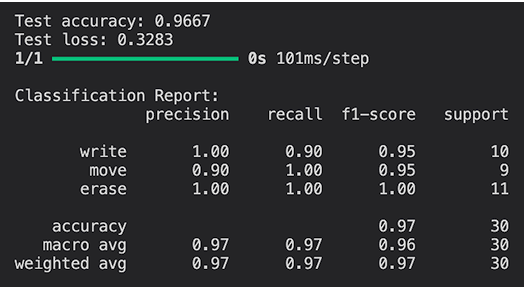 Test accuracy: 0.9667
Test loss: 0.3283
1/1 0s 101ms/step
Classification Report:
precision recall f1-score support
write 1.00 0.90 0.95 10
move 0.90 1.00 0.95 9
erase 1.00 1.00 1.00 11
accuracy 0.97 30
macro avg 0.97 0.97 0.96 30
weighted avg 0.97 0.97 0.97 30